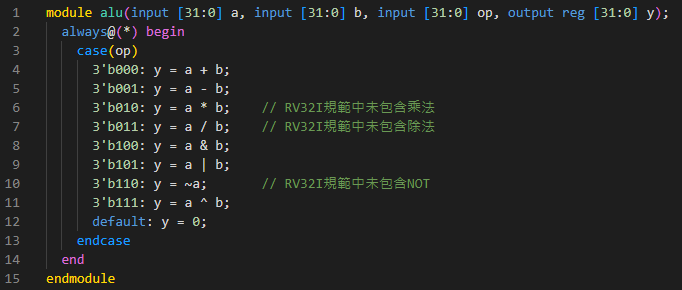 1 module alu(input [31:0] a, input [31:0] b, input [31:0] op, output reg [31:0] y);
2   always@(*) begin
3     case(op)
4       3'b000: y = a + b;
5       3'b001: y = a - b;
6       3'b010: y = a * b;    // RV32I規範中未包含乘法
7       3'b011: y = a / b;    // RV32I規範中未包含除法
8       3'b100: y = a & b;
9       3'b101: y = a | b;
10       3'b110: y = ~a;       // RV32I規範中未包含NOT
11       3'b111: y = a ^ b;
12       default: y = 0;
13     endcase
14   end
15 endmodule